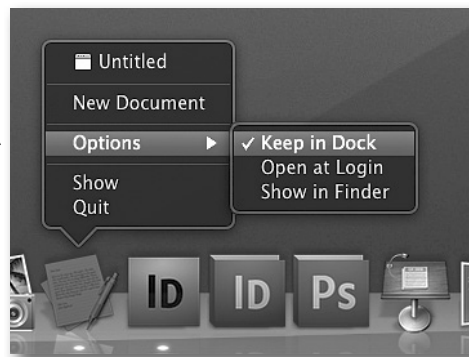 Untitled
New Document
Options
✓ Keep in Dock
Open at Login
Show in Finder
Show
Quit
ID
ID
Ps